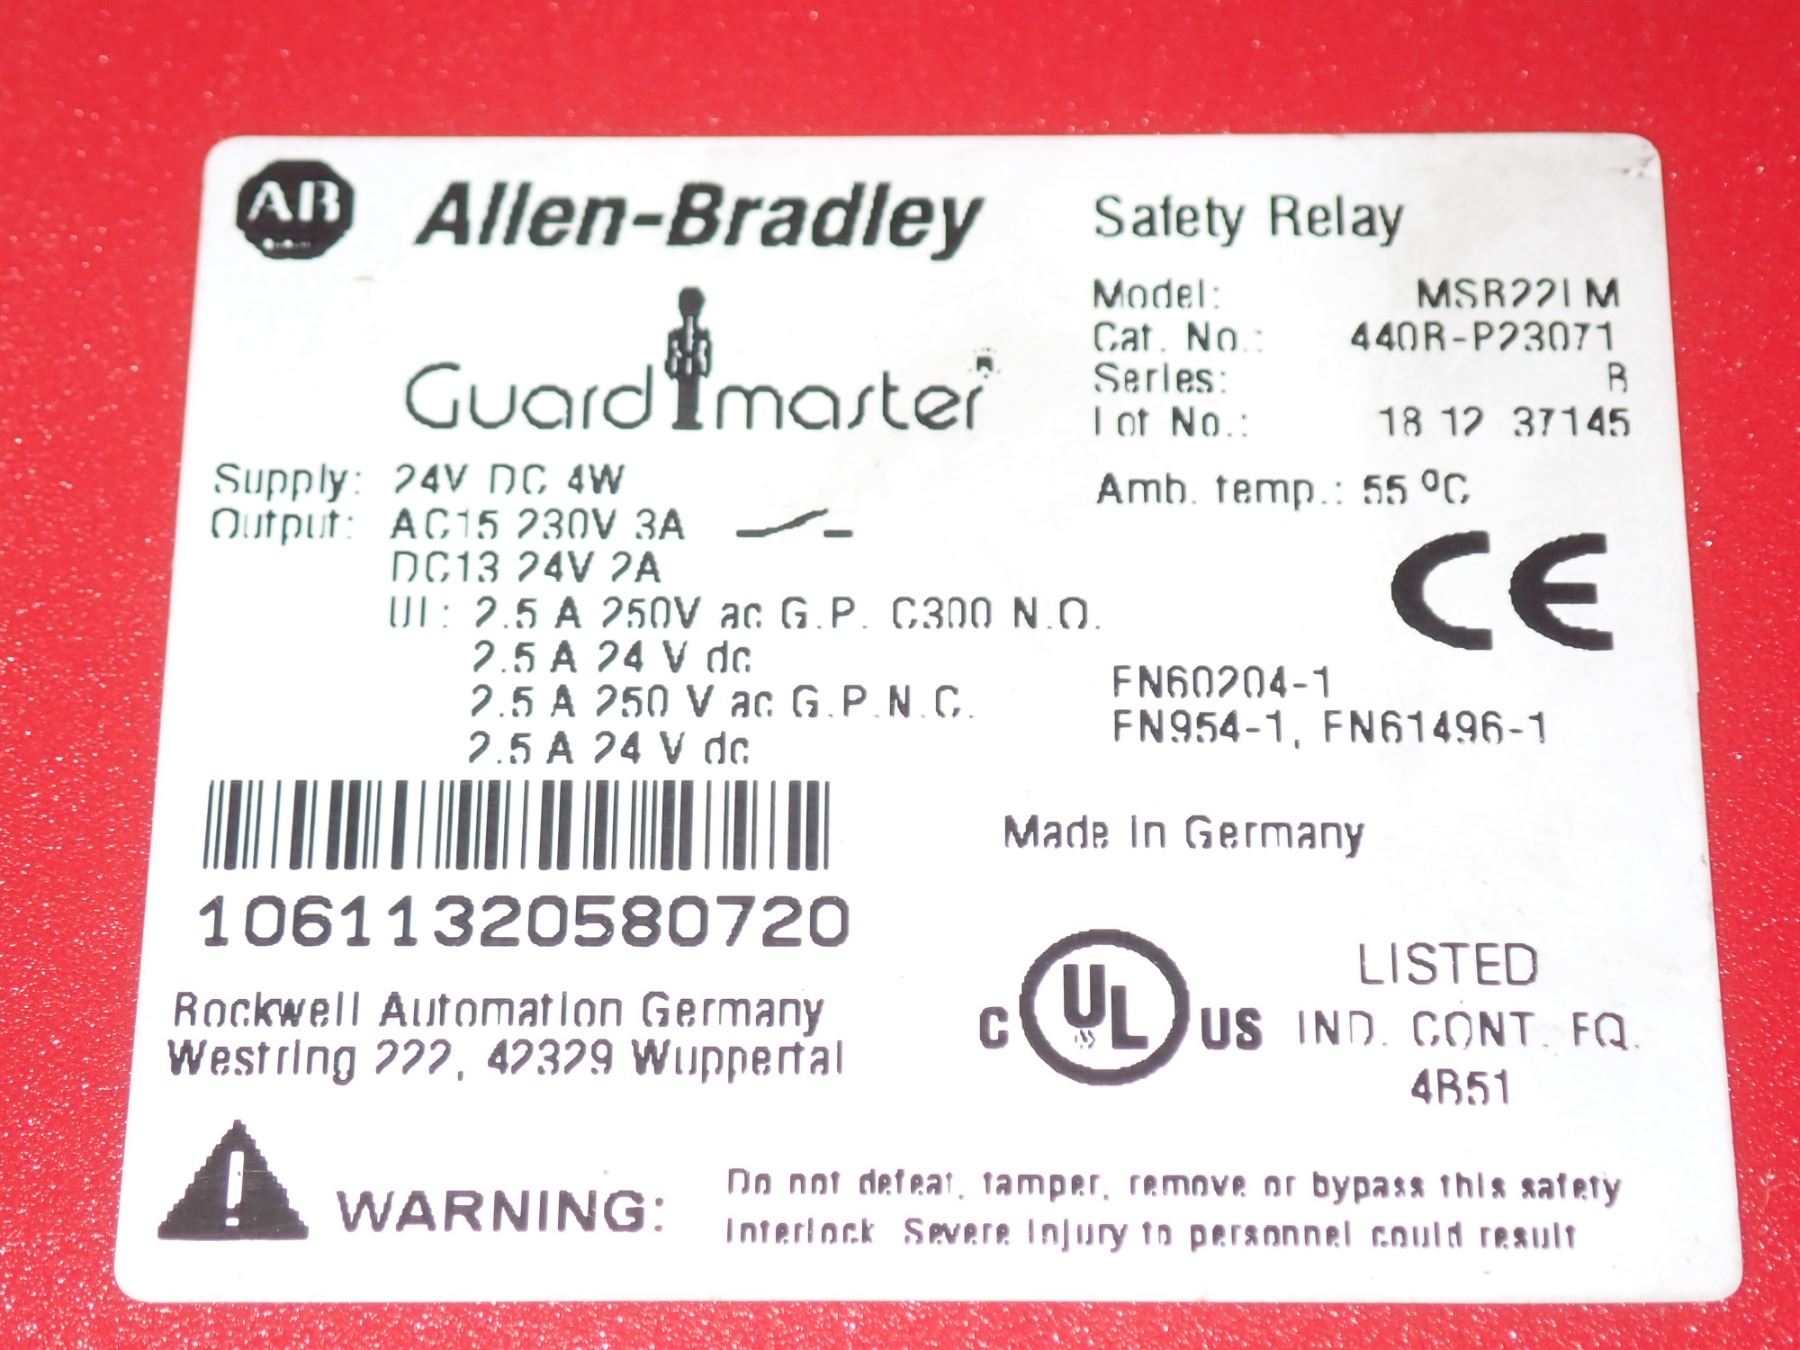 AB
Allen-Bradley
Guardmaster®
Safety Relay
Model: MSR22LM
Cat. No.: 440R-P23071
Series: B
Lot No.: 18 12 37145
Supply: 24V DC 4W
Output: AC15 230V 3A
DC13 24V 2A
UL: 2.5 A 250V ac G.P. C300 N.O.
2.5 A 24 V dc
2.5 A 250 V ac G.P.N.C.
2.5 A 24 V dc
Amb. temp.: 55 ºC
CE
EN60204-1
EN954-1, EN61496-1
10611320580720
Made in Germany
Rockwell Automation Germany
Westring 222, 42329 Wuppertal
C UL US LISTED
IND. CONT. EQ.
4B51
WARNING: Do not defeat, tamper, remove or bypass this safety
interlock Severe injury to personnel could result